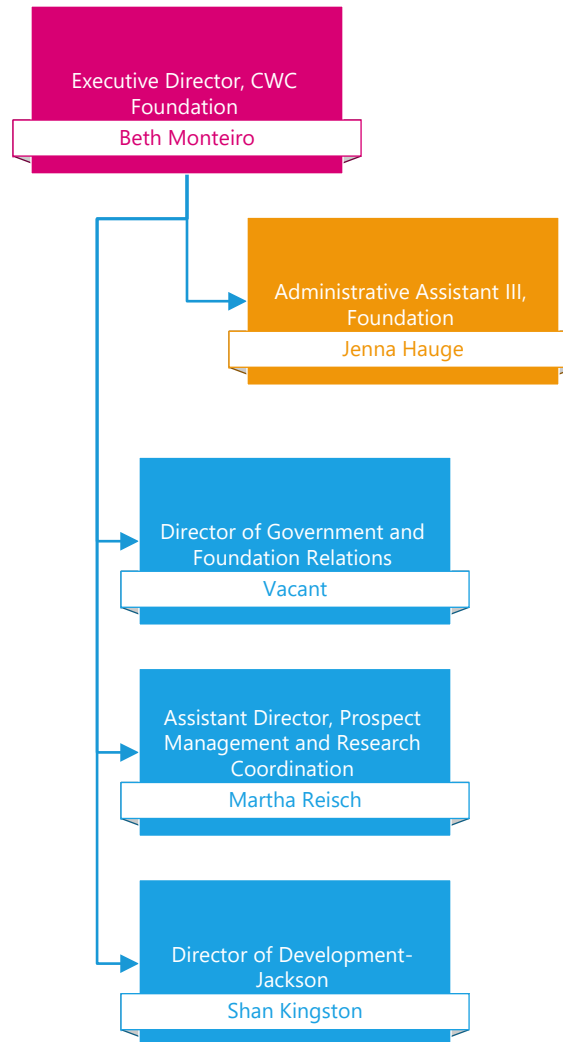 Executive Director, CWC
Foundation
Beth Monteiro
Administrative Assistant III,
Foundation
Jenna Hauge
Director of Government and
Foundation Relations
Vacant
Assistant Director, Prospect
Management and Research
Coordination
Martha Reisch
Director of Development-
Jackson
Shan Kingston